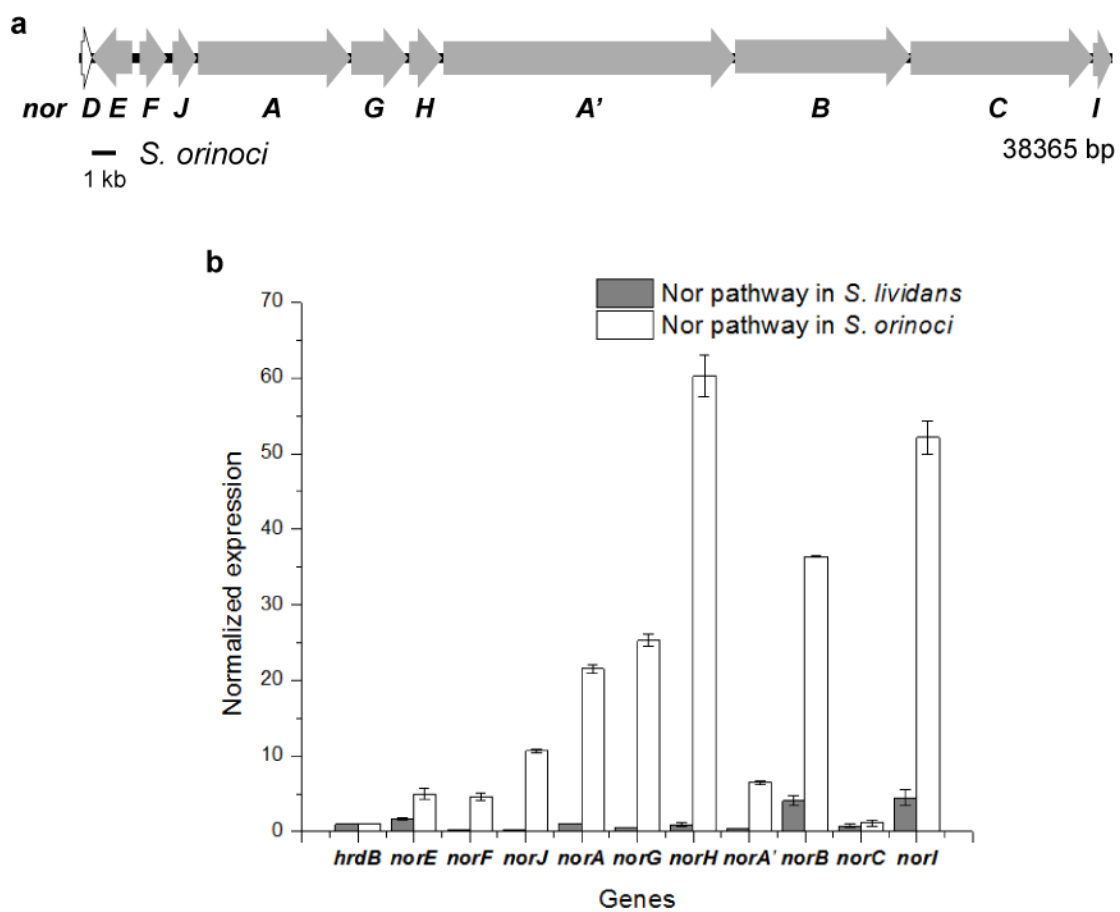 a
nor D E F J A G H A' B C I
1 kb S. orinoci 38365 bp
b
Nor pathway in S. lividans
Nor pathway in S. orinoci
70
60
50
40
30
20
10
0
Normalized expression
hrdB norE norF norJ norA norG norH norA' norB norC norI
Genes